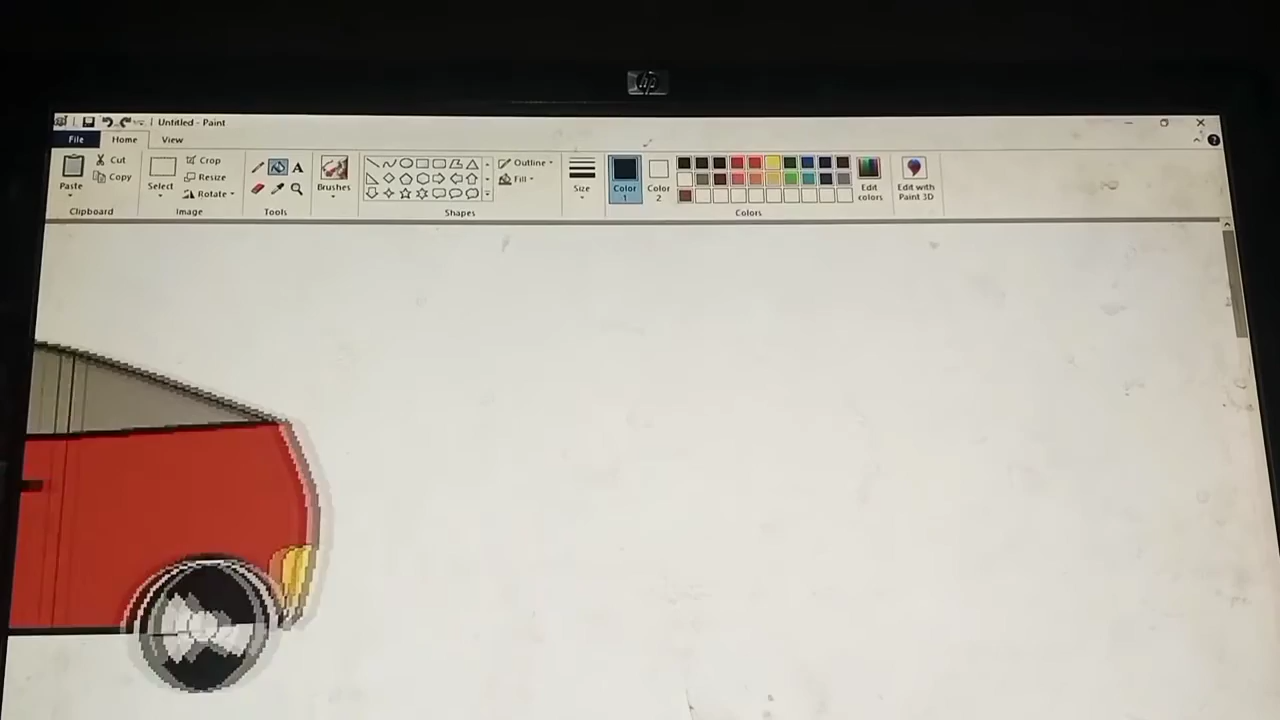 hp
Untitled - Paint
File Home View
Paste
Cut
Copy
Clipboard
Select
Crop
Resize
Rotate
Image
A
Tools
Brushes
Outline
Fill
Shapes
Size
Color
1
Color
2
Colors
Edit
colors
Edit with
Paint 3D